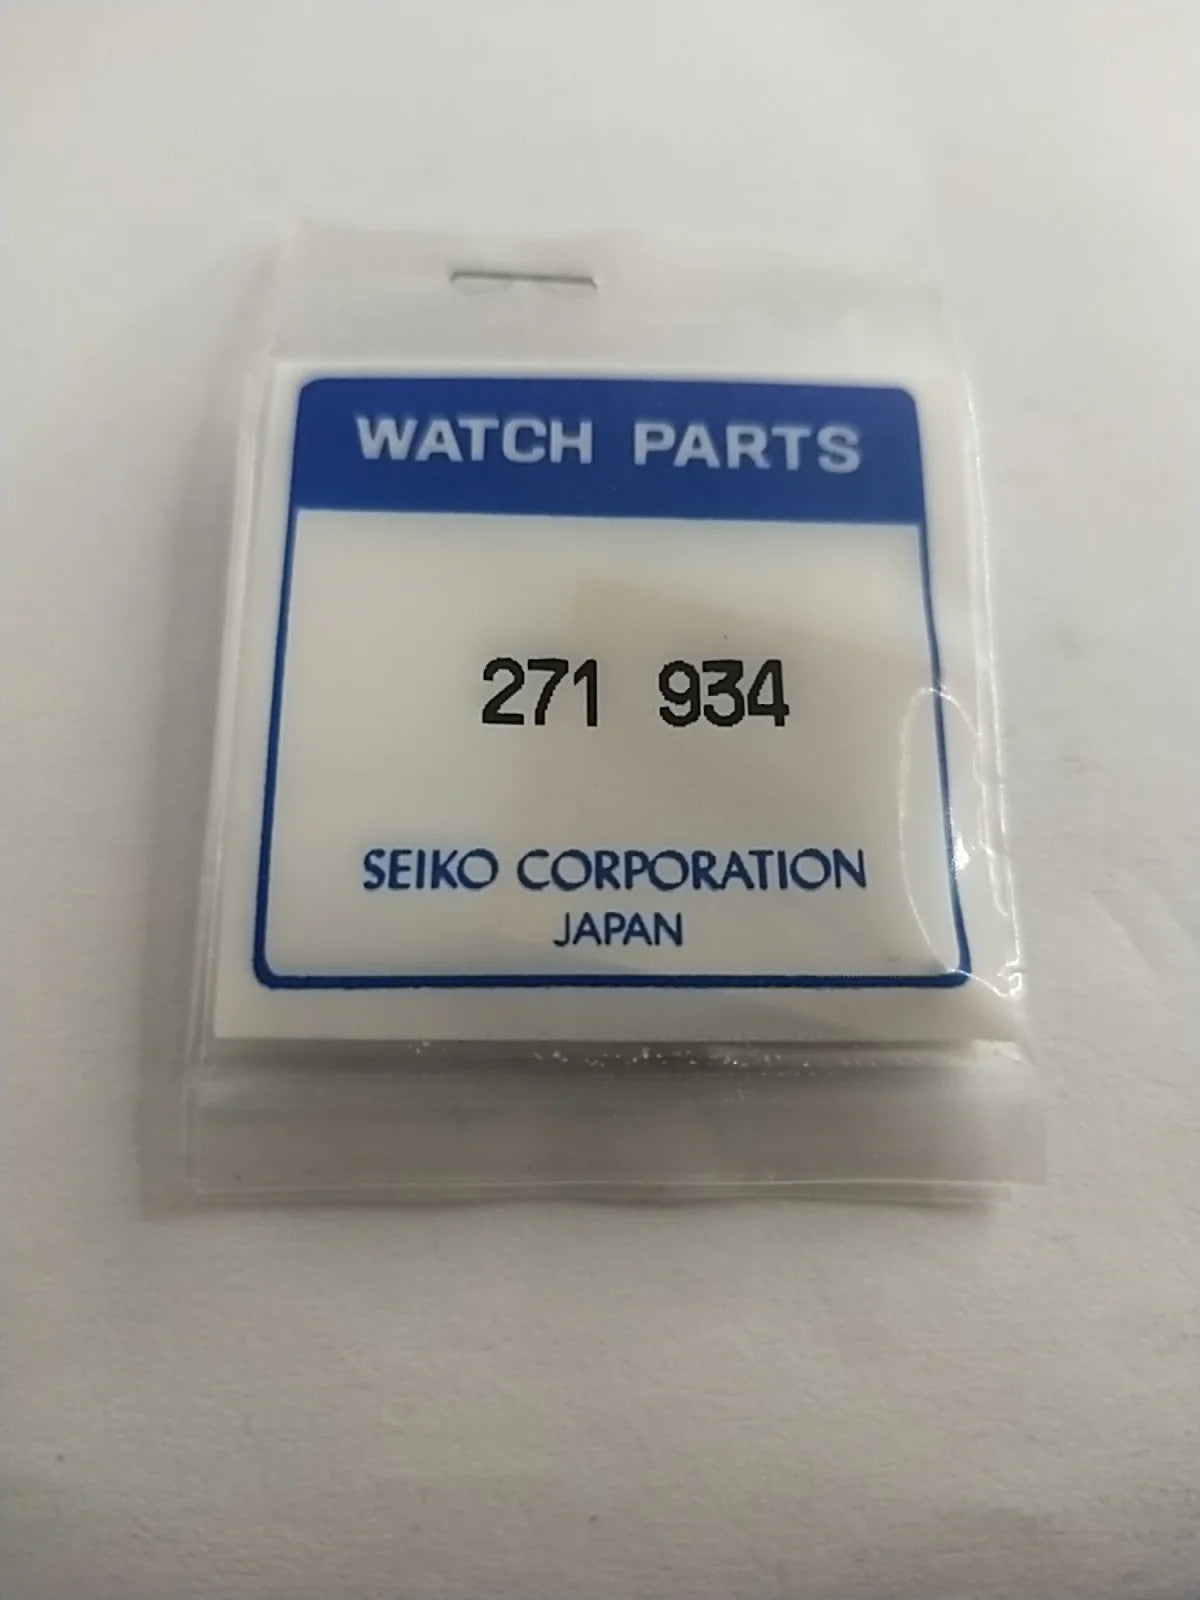 WATCH PARTS
271 934
SEIKO CORPORATION
JAPAN